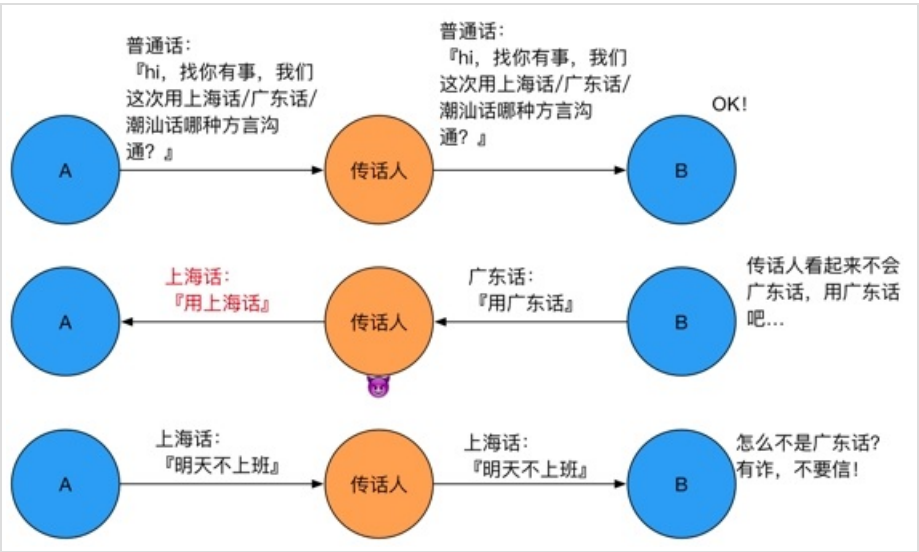 普通话：
『hi，找你有事，我们
这次用上海话/广东话/
潮汕话哪种方言沟
通？』
普通话：
『hi，找你有事，我们
这次用上海话/广东话/
潮汕话哪种方言沟
通？』
OK！
A
传话人
B
上海话：
『用上海话』
广东话：
『用广东话』
传话人看起来不会
广东话，用广东话
吧...
A
传话人
B
上海话：
『明天不上班』
上海话：
『明天不上班』
怎么不是广东话？
有诈，不要信！
A
传话人
B